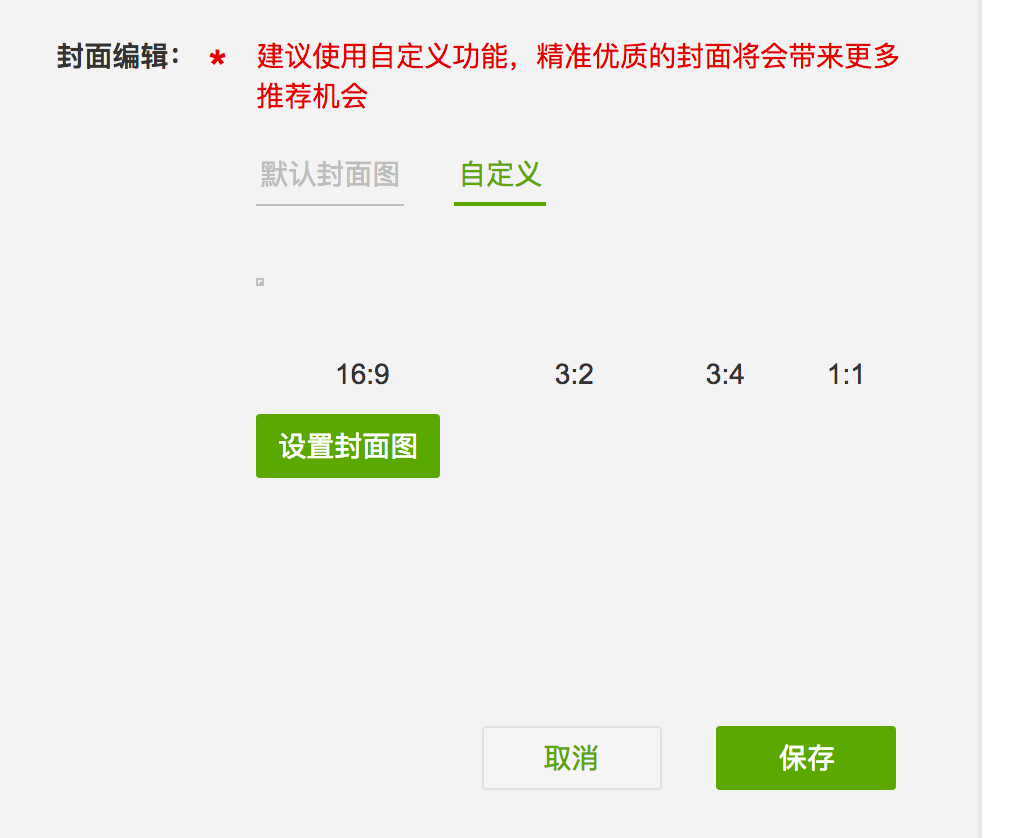 封面编辑： * 建议使用自定义功能，精准优质的封面将会带来更多
推荐机会
默认封面图 自定义
16:9 3:2 3:4 1:1
设置封面图
取消 保存